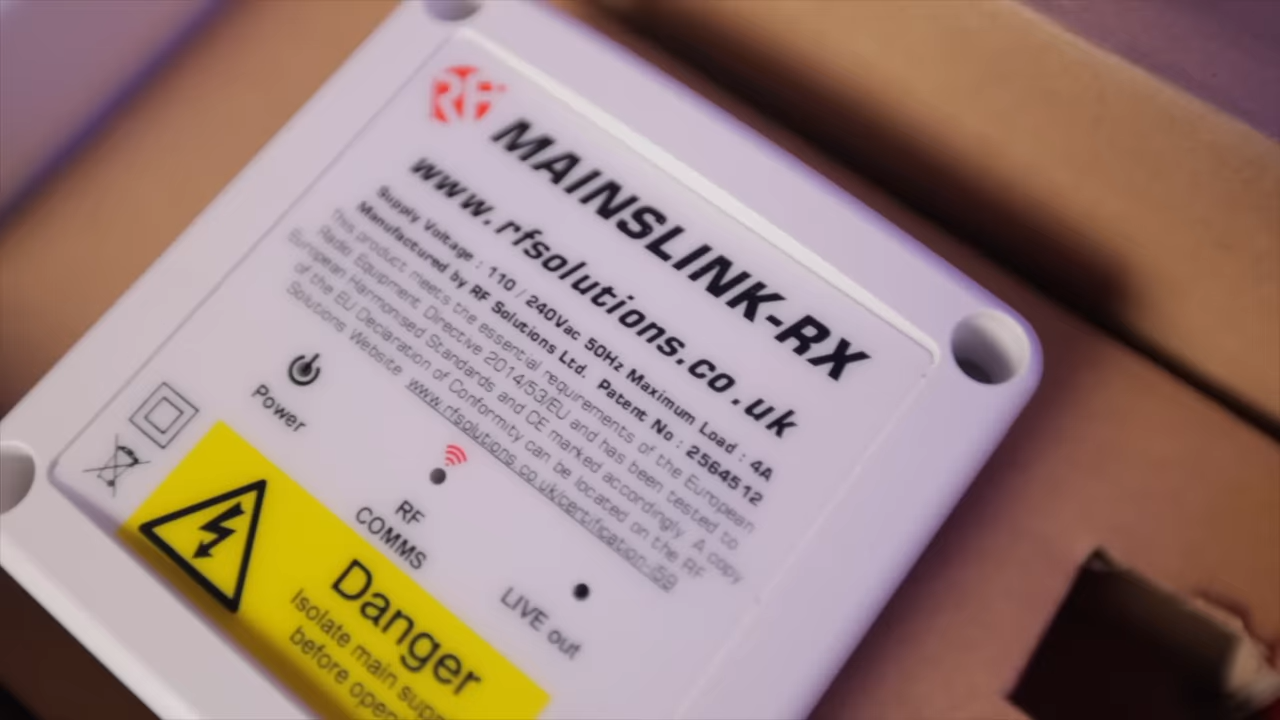 RF
MAINSLINK-RX
www.rfsolutions.co.uk
Supply Voltage : 110 / 240Vac 50Hz Maximum Load : 4A
Manufactured by RF Solutions Ltd. Patent No : 2564512
This product meets the essential requirements of the European
Radio Equipment Directive 2014/53/EU and has been tested to
European Harmonised Standards and CE marked accordingly. A copy
of the EU Declaration of Conformity can be located on the RF
Solutions Website www.rfsolutions.co.uk/certification-i59
Power
RF
COMMS
LIVE out
Danger
Isolate main supp
before open